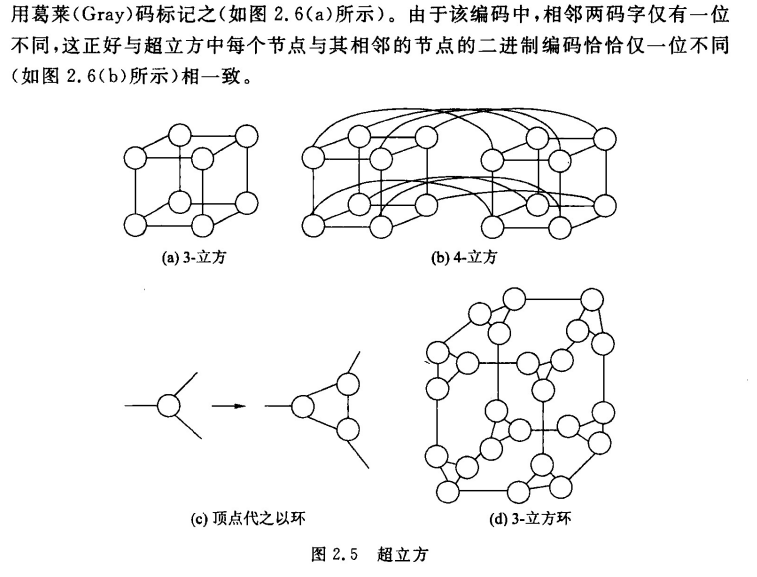 用葛莱(Gray)码标记之(如图 2.6(a)所示)。由于该编码中,相邻两码字仅有一位
不同,这正好与超立方中每个节点与其相邻的节点的二进制编码恰恰仅一位不同
(如图 2.6(b)所示)相一致。
(a) 3-立方
(b) 4-立方
(c) 顶点代之以环
(d) 3-立方环
图 2.5 超立方